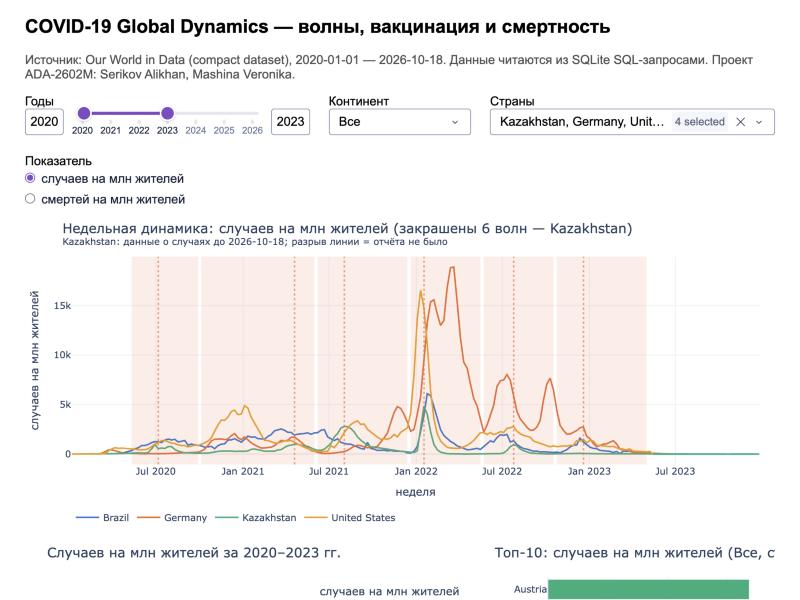 COVID-19 Global Dynamics — волны, вакцинация и смертность
Источник: Our World in Data (compact dataset), 2020-01-01 — 2026-10-18. Данные читаются из SQLite SQL-запросами. Проект
ADA-2602M: Serikov Alikhan, Mashina Veronika.
Годы
2020
2020 2021 2022 2023 2024 2025 2026
2023
Континент
Все
Страны
Kazakhstan, Germany, Unit... 4 selected
Показатель
случаев на млн жителей
смертей на млн жителей
Недельная динамика: случаев на млн жителей (закрашены 6 волн — Kazakhstan)
Kazakhstan: данные о случаях до 2026-10-18; разрыв линии = отчёта не было
случаев на млн жителей
15k
10k
5k
0
Jul 2020 Jan 2021 Jul 2021 Jan 2022 Jul 2022 Jan 2023 Jul 2023
неделя
Brazil Germany Kazakhstan United States
Случаев на млн жителей за 2020–2023 гг.
случаев на млн жителей
Топ-10: случаев на млн жителей (Все, с
Austria